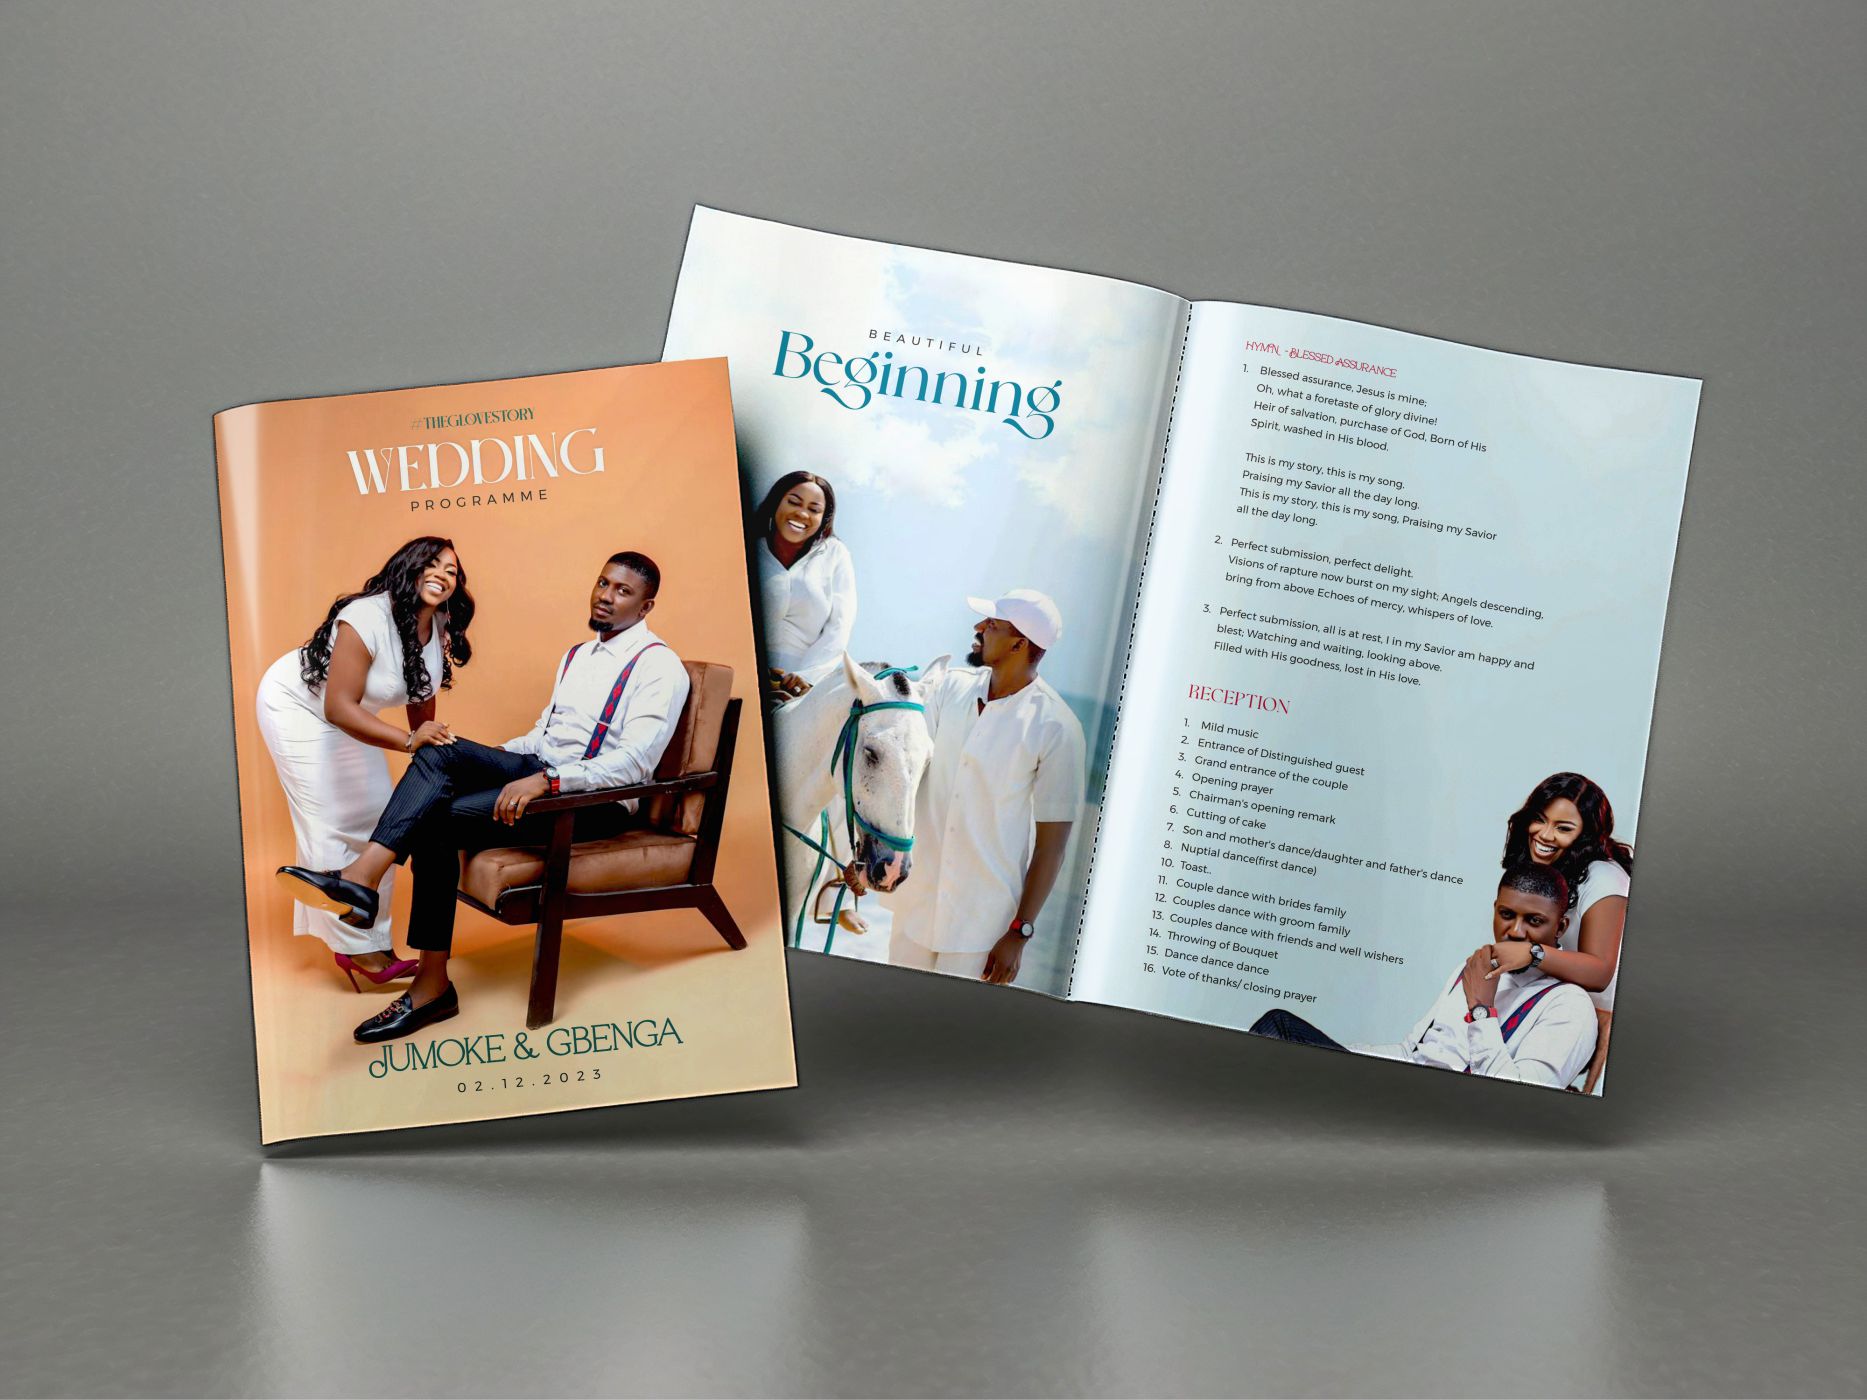 #THEGLOVESTORY
WEDDING
PROGRAMME
JUMOKE & GBENGA
02.12.2023
BEAUTIFUL
Beginning
HYMN - BLESSED ASSURANCE
1. Blessed assurance, Jesus is mine;
Oh, what a foretaste of glory divine!
Heir of salvation, purchase of God, Born of His
Spirit, washed in His blood,
This is my story, this is my song,
Praising my Savior all the day long.
This is my story, this is my song, Praising my Savior
all the day long.
2. Perfect submission, perfect delight.
Visions of rapture now burst on my sight; Angels descending,
bring from above Echoes of mercy, whispers of love.
3. Perfect submission, all is at rest, I in my Savior am happy and
blest; Watching and waiting, looking above.
Filled with His goodness, lost in His love.
RECEPTION
1. Mild music
2. Entrance of Distinguished guest
3. Grand entrance of the couple
4. Opening prayer
5. Chairman's opening remark
6. Cutting of cake
7. Son and mother's dance/daughter and father's dance
8. Nuptial dance(first dance)
10. Toast..
11. Couple dance with brides family
12. Couples dance with groom family
13. Couples dance with friends and well wishers
14. Throwing of Bouquet
15. Dance dance dance
16. Vote of thanks/ closing prayer